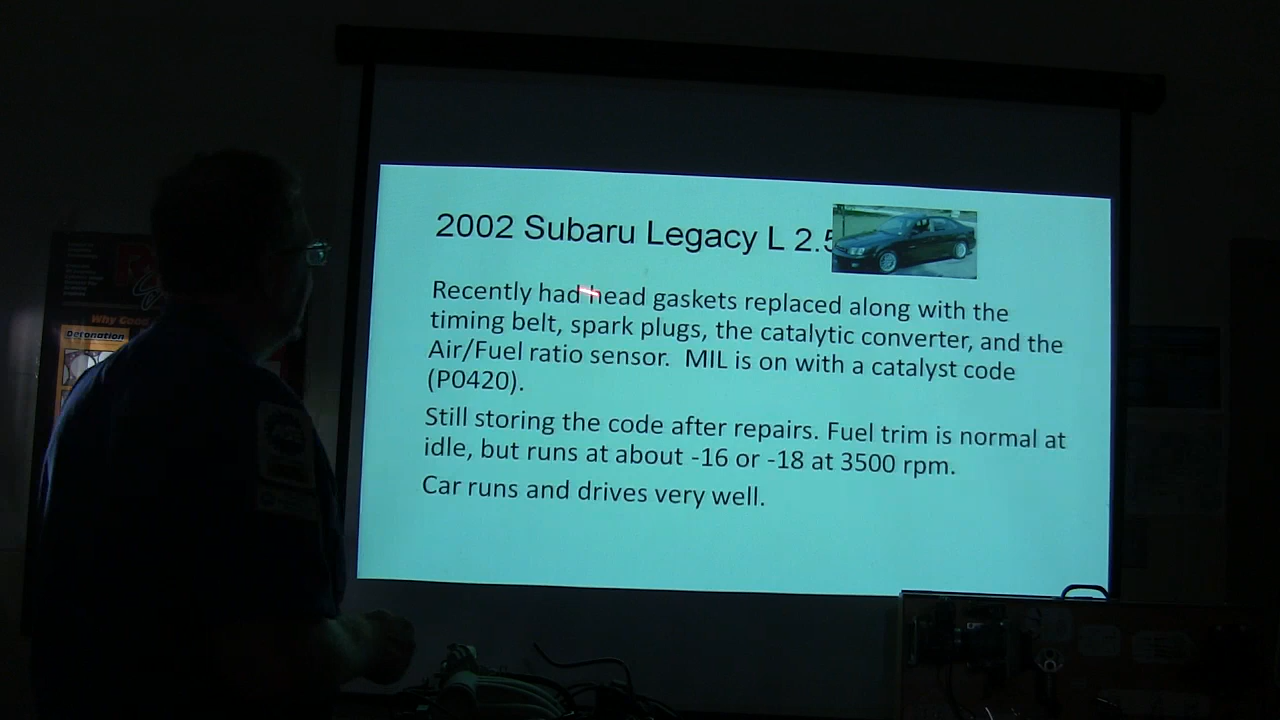 2002 Subaru Legacy L 2.5
Recently had head gaskets replaced along with the
timing belt, spark plugs, the catalytic converter, and the
Air/Fuel ratio sensor. MIL is on with a catalyst code
(P0420).
Still storing the code after repairs. Fuel trim is normal at
idle, but runs at about -16 or -18 at 3500 rpm.
Car runs and drives very well.
Why Good
Detonation